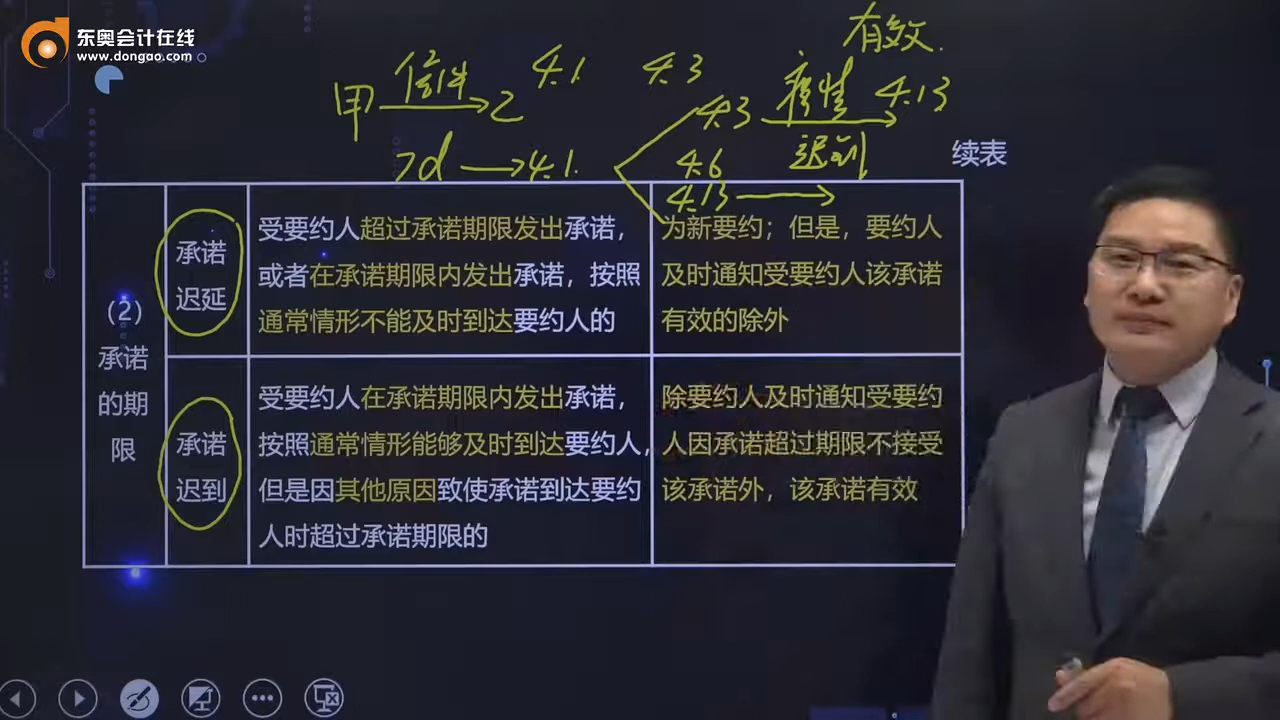 东奥会计在线
www.dongao.com
有效.
甲 信件 乙 4.1 4.3
4.3 疫情 4.13
7d 4.1. 4.6 迟到
4.13
续表
(2)
承诺
的期
限
承诺
迟延
受要约人超过承诺期限发出承诺，
或者在承诺期限内发出承诺，按照
通常情形不能及时到达要约人的
为新要约；但是，要约人
及时通知受要约人该承诺
有效的除外
承诺
迟到
受要约人在承诺期限内发出承诺，
按照通常情形能够及时到达要约人，
但是因其他原因致使承诺到达要约
人时超过承诺期限的
除要约人及时通知受要约
人因承诺超过期限不接受
该承诺外，该承诺有效